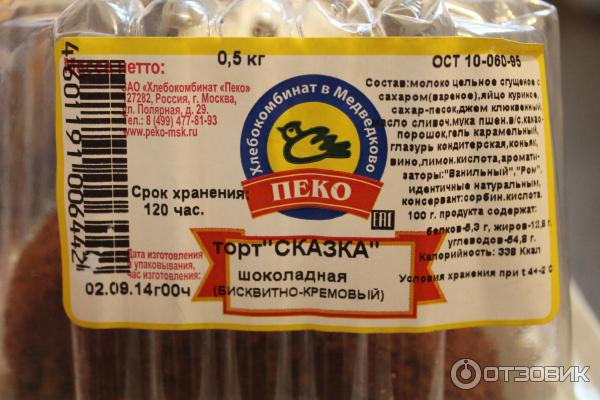 0,5 кг
ОСТ 10-060-95
нетто:
ЗАО «Хлебокомбинат «Пеко»
127282, Россия, г. Москва,
ул. Полярная, д. 29.
Тел.: 8 (499) 477-81-93
www.peko-msk.ru
4601191006442
Срок хранения:
120 час.
Дата изготовления
и упаковывания,
час изготовления:
02.09.14г00ч
Хлебокомбинат в Медведково
ПЕКО
EAC
торт "СКАЗКА"
шоколадная
(БИСКВИТНО-КРЕМОВЫЙ)
Состав:молоко цельное сгущеное с
сахаром(вареное),яйцо куриное,
сахар-песок,джем клюквенный,
масло сливоч,мука пшен.в/с.какао-
порошок,гель карамельный,
глазурь кондитерская,коньяк,
вино,лимон.кислота,аромати-
заторы:"Ванильный", "Ром",
идентичные натуральным,
консервант:сорбин.кислота.
100 г. продукта содержат:
белков-5,3 г, жиров-12,8 г,
углеводов-54,8 г.
Калорийность: 338 Ккал
Условия хранения при t 4+-2 С
ОТЗОВИК